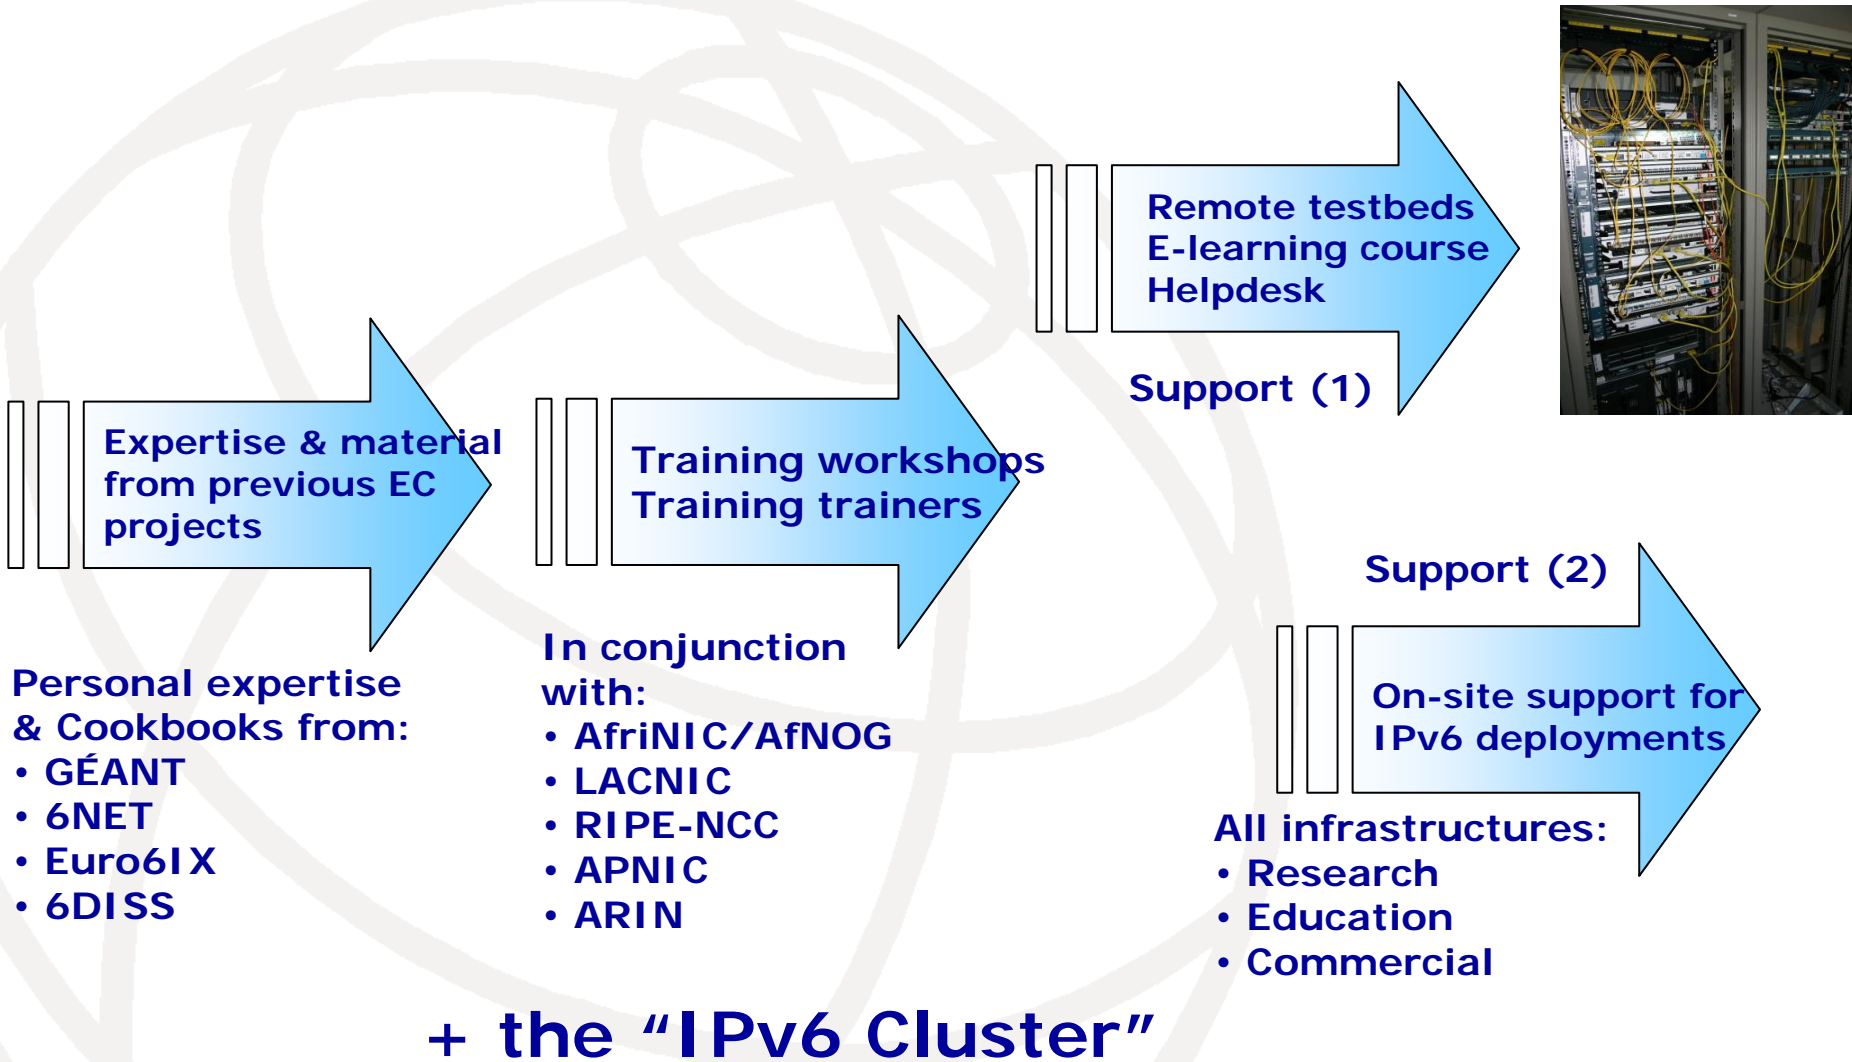 Expertise & material
from previous EC
projects
Personal expertise
& Cookbooks from:
• GÉANT
• 6NET
• Euro6IX
• 6DISS
Training workshops
Training trainers
In conjunction
with:
• AfriNIC/AfNOG
• LACNIC
• RIPE-NCC
• APNIC
• ARIN
Remote testbeds
E-learning course
Helpdesk
Support (1)
Support (2)
On-site support for
IPv6 deployments
All infrastructures:
• Research
• Education
• Commercial
+ the “IPv6 Cluster”